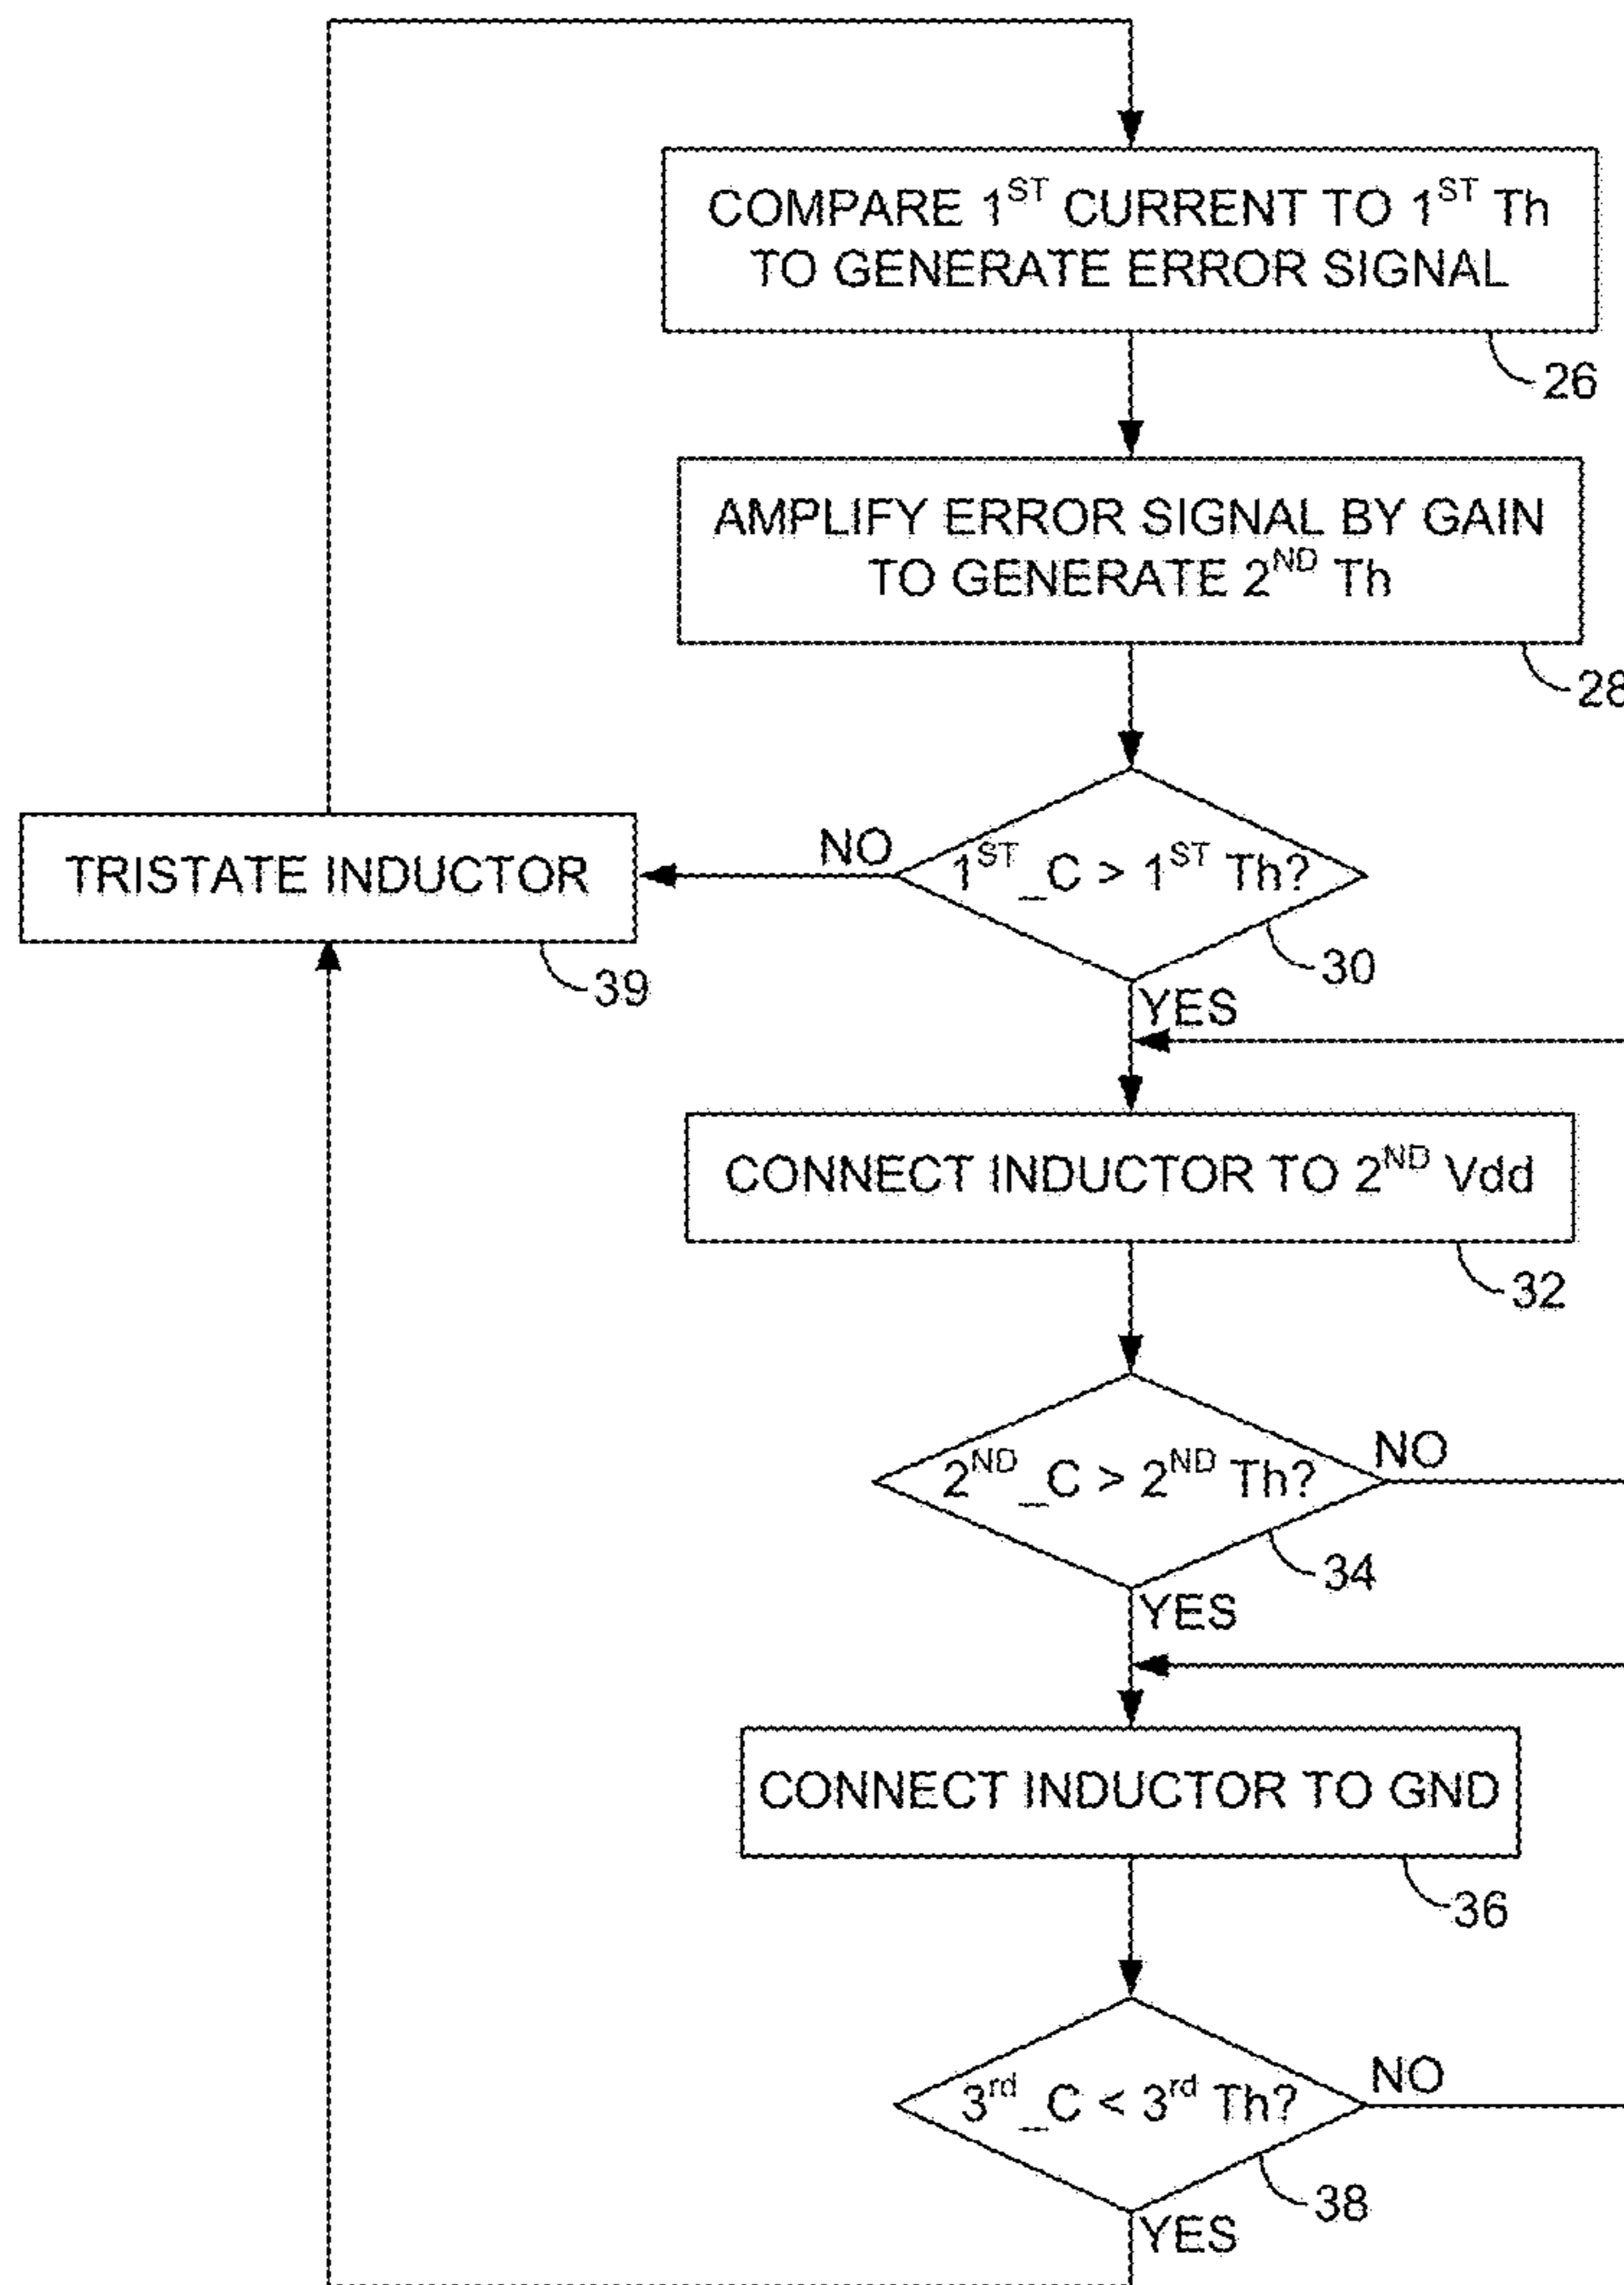 COMPARE 1ST CURRENT TO 1ST Th
TO GENERATE ERROR SIGNAL
26
AMPLIFY ERROR SIGNAL BY GAIN
TO GENERATE 2ND Th
28
TRISTATE INDUCTOR
39
NO
1ST_C > 1ST Th?
30
YES
CONNECT INDUCTOR TO 2ND Vdd
32
2ND_C > 2ND Th?
NO
34
YES
CONNECT INDUCTOR TO GND
36
3rd_C < 3rd Th?
NO
38
YES